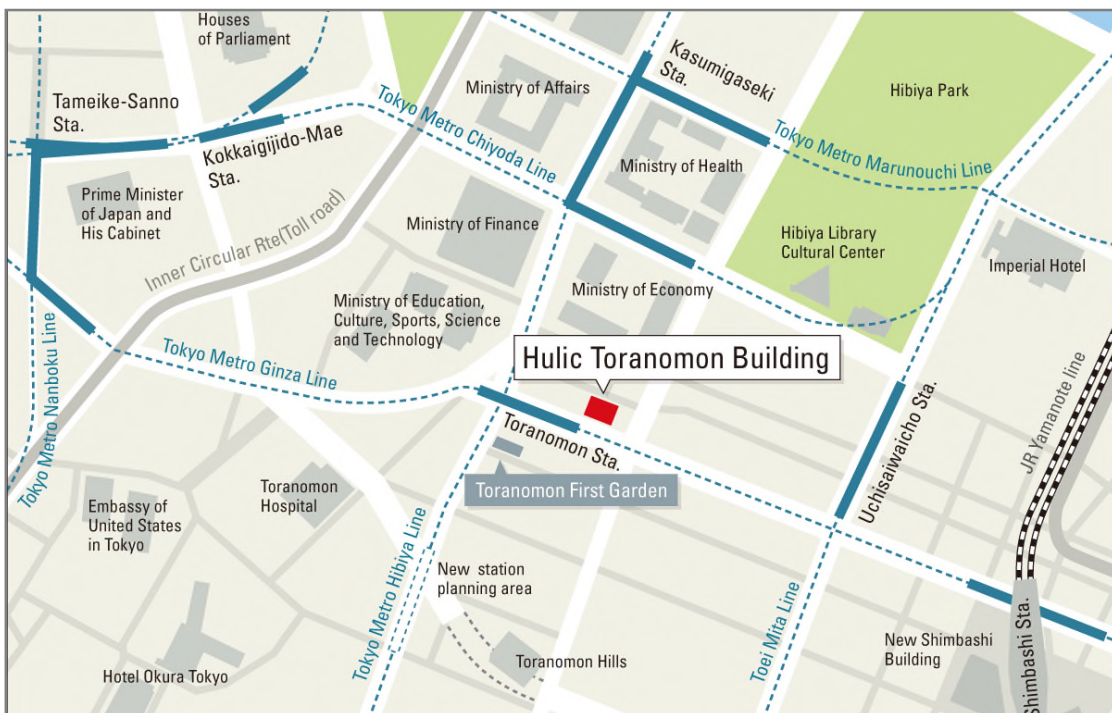 Houses
of Parliament
Tameike-Sanno
Sta.
Kokkaigijido-Mae
Sta.
Ministry of Affairs
Kasumigaseki
Sta.
Hibiya Park
Tokyo Metro Chiyoda Line
Tokyo Metro Marunouchi Line
Ministry of Health
Prime Minister
of Japan and
His Cabinet
Inner Circular Rte(Toll road)
Ministry of Finance
Hibiya Library
Cultural Center
Imperial Hotel
Ministry of Education,
Culture, Sports, Science
and Technology
Ministry of Economy
Tokyo Metro Nanboku Line
Tokyo Metro Ginza Line
Hulic Toranomon Building
Toranomon Sta.
Uchisaiwaicho Sta.
JR Yamanote line
Toranomon First Garden
Embassy of
United States
in Tokyo
Toranomon
Hospital
Tokyo Metro Hibiya Line
New station
planning area
Toei Mita Line
New Shimbashi
Building
Shimbashi Sta.
Hotel Okura Tokyo
Toranomon Hills